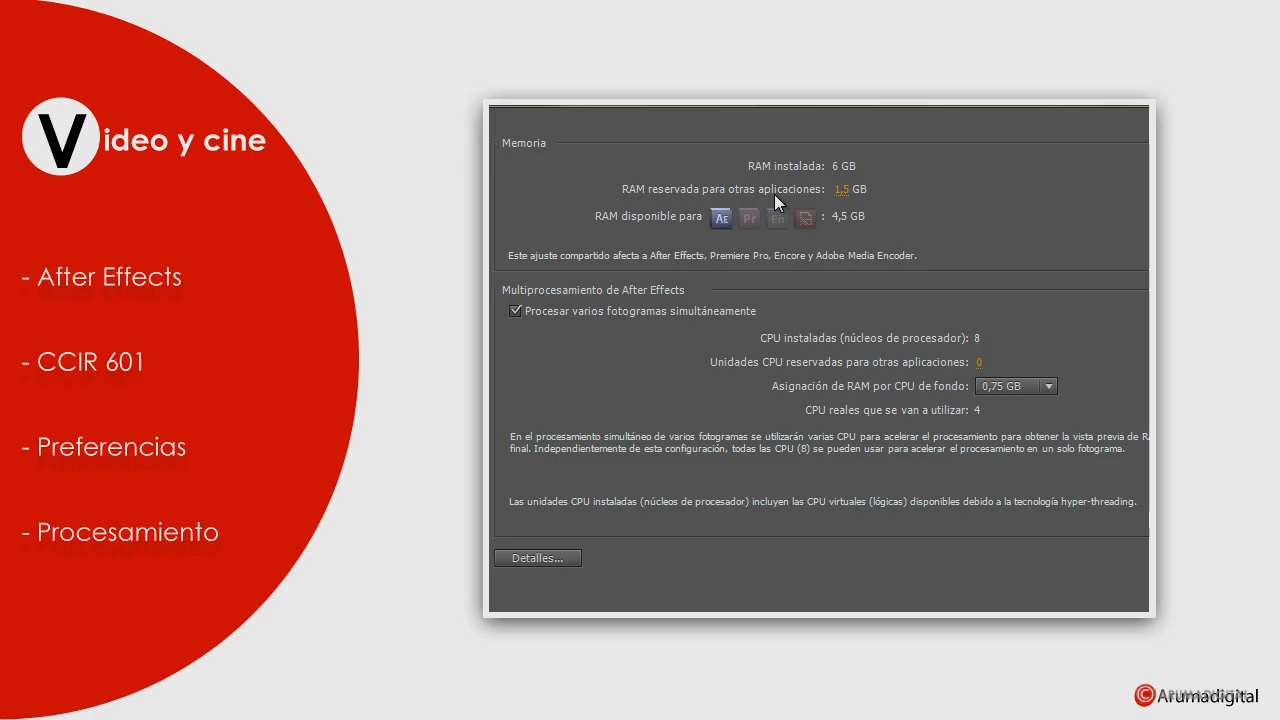 Video y cine
- After Effects
- CCIR 601
- Preferencias
- Procesamiento
Memoria
RAM instalada: 6 GB
RAM reservada para otras aplicaciones: 1,5 GB
RAM disponible para Ae Pr En : 4,5 GB
Este ajuste compartido afecta a After Effects, Premiere Pro, Encore y Adobe Media Encoder.
Multiprocesamiento de After Effects
Procesar varios fotogramas simultáneamente
CPU instaladas (núcleos de procesador): 8
Unidades CPU reservadas para otras aplicaciones: 0
Asignación de RAM por CPU de fondo: 0,75 GB
CPU reales que se van a utilizar: 4
En el procesamiento simultáneo de varios fotogramas se utilizarán varias CPU para acelerar el procesamiento para obtener la vista previa de RA
final. Independientemente de esta configuración, todas las CPU (8) se pueden usar para acelerar el procesamiento en un solo fotograma.
Las unidades CPU instaladas (núcleos de procesador) incluyen las CPU virtuales (lógicas) disponibles debido a la tecnología hyper-threading.
Detalles...
© Arumadigital